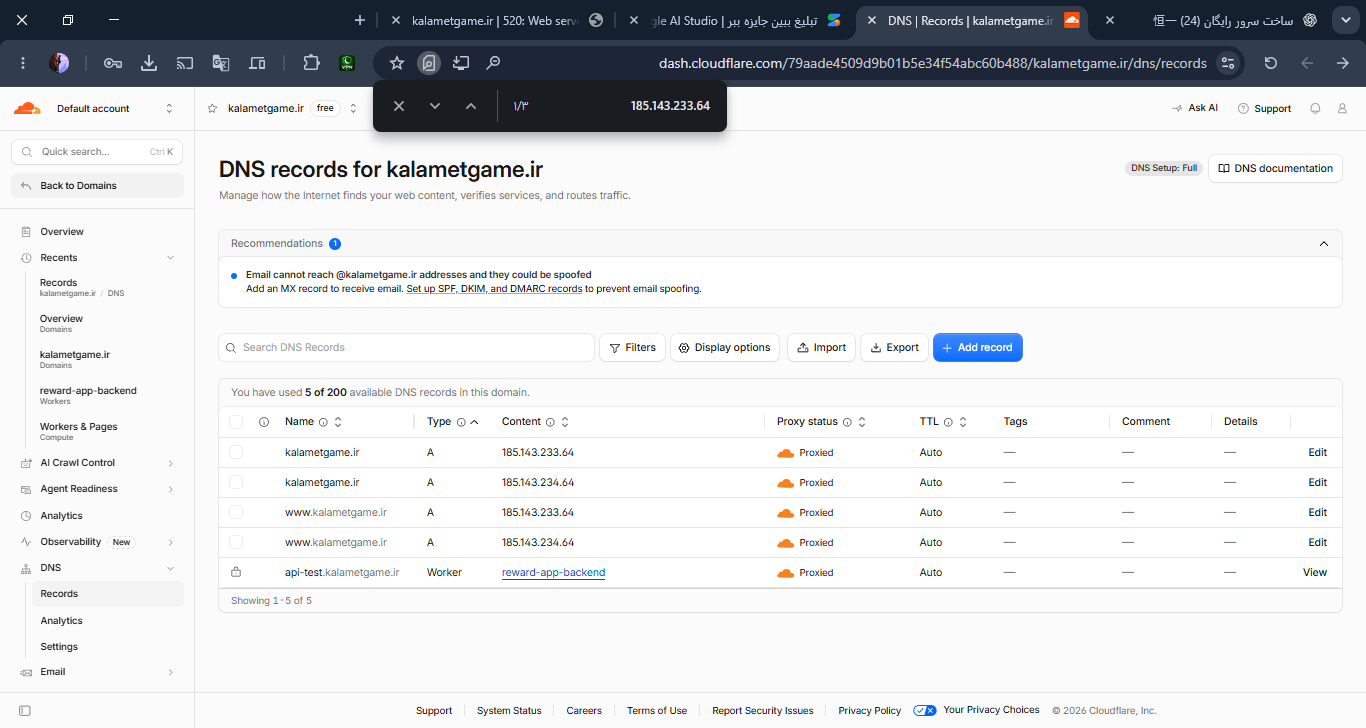 kalametgame.ir | 520: Web serv
gle AI Studio | تبلیغ ببین جایزه ببر
DNS | Records | kalametgame.ir
ساخت سرور رایگان (24) 恒一
VPN
dash.cloudflare.com/79aade4509d9b01b5e34f54abc60b488/kalametgame.ir/dns/records
۱/۳
185.143.233.64
Default account
kalametgame.ir free
Ask AI
Support
Quick search... Ctrl K
Back to Domains
Overview
Recents
Records
kalametgame.ir / DNS
Overview
Domains
kalametgame.ir
Domains
reward-app-backend
Workers
Workers & Pages
Compute
AI Crawl Control
Agent Readiness
Analytics
Observability New
DNS
Records
Analytics
Settings
Email
DNS records for kalametgame.ir
DNS Setup: Full
DNS documentation
Manage how the Internet finds your web content, verifies services, and routes traffic.
Recommendations 1
Email cannot reach @kalametgame.ir addresses and they could be spoofed
Add an MX record to receive email. Set up SPF, DKIM, and DMARC records to prevent email spoofing.
Search DNS Records
Filters
Display options
Import
Export
+ Add record
You have used 5 of 200 available DNS records in this domain.
Name Type Content Proxy status TTL Tags Comment Details
kalametgame.ir A 185.143.233.64 Proxied Auto — — — Edit
kalametgame.ir A 185.143.234.64 Proxied Auto — — — Edit
www.kalametgame.ir A 185.143.233.64 Proxied Auto — — — Edit
www.kalametgame.ir A 185.143.234.64 Proxied Auto — — — Edit
api-test.kalametgame.ir Worker reward-app-backend Proxied Auto — — — View
Showing 1-5 of 5
Support
System Status
Careers
Terms of Use
Report Security Issues
Privacy Policy
Your Privacy Choices
© 2026 Cloudflare, Inc.